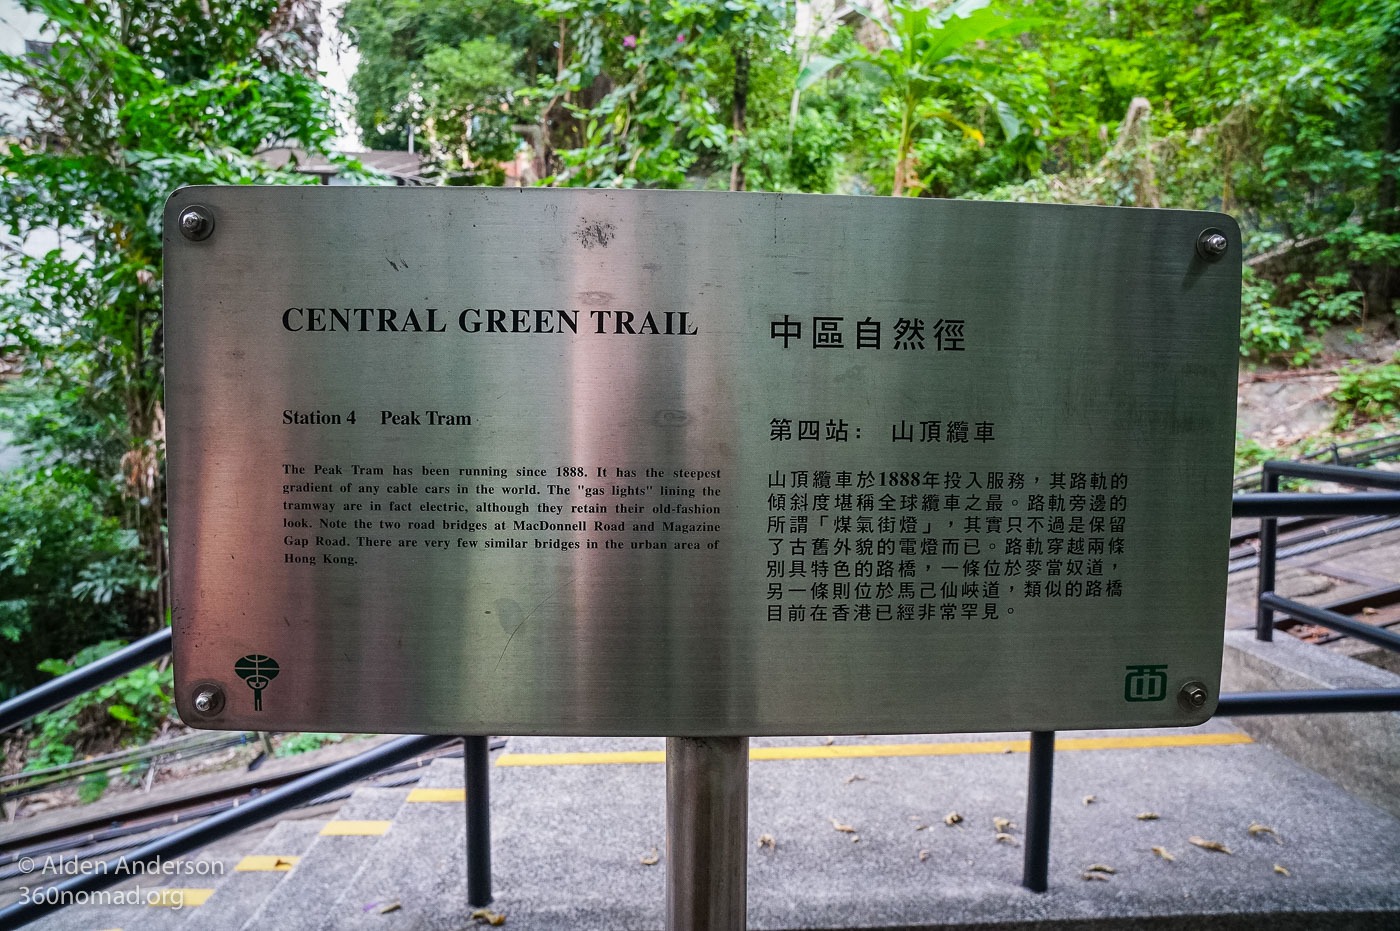 CENTRAL GREEN TRAIL
Station 4 Peak Tram
The Peak Tram has been running since 1888. It has the steepest
gradient of any cable cars in the world. The "gas lights" lining the
tramway are in fact electric, although they retain their old-fashion
look. Note the two road bridges at MacDonnell Road and Magazine
Gap Road. There are very few similar bridges in the urban area of
Hong Kong.
中區自然徑
第四站： 山頂纜車
山頂纜車於1888年投入服務，其路軌的
傾斜度堪稱全球纜車之最。路軌旁邊的
所謂「煤氣街燈」，其實只不過是保留
了古舊外貌的電燈而已。路軌穿越兩條
別具特色的路橋，一條位於麥當奴道，
另一條則位於馬己仙峽道，類似的路橋
目前在香港已經非常罕見。
© Alden Anderson
360nomad.org